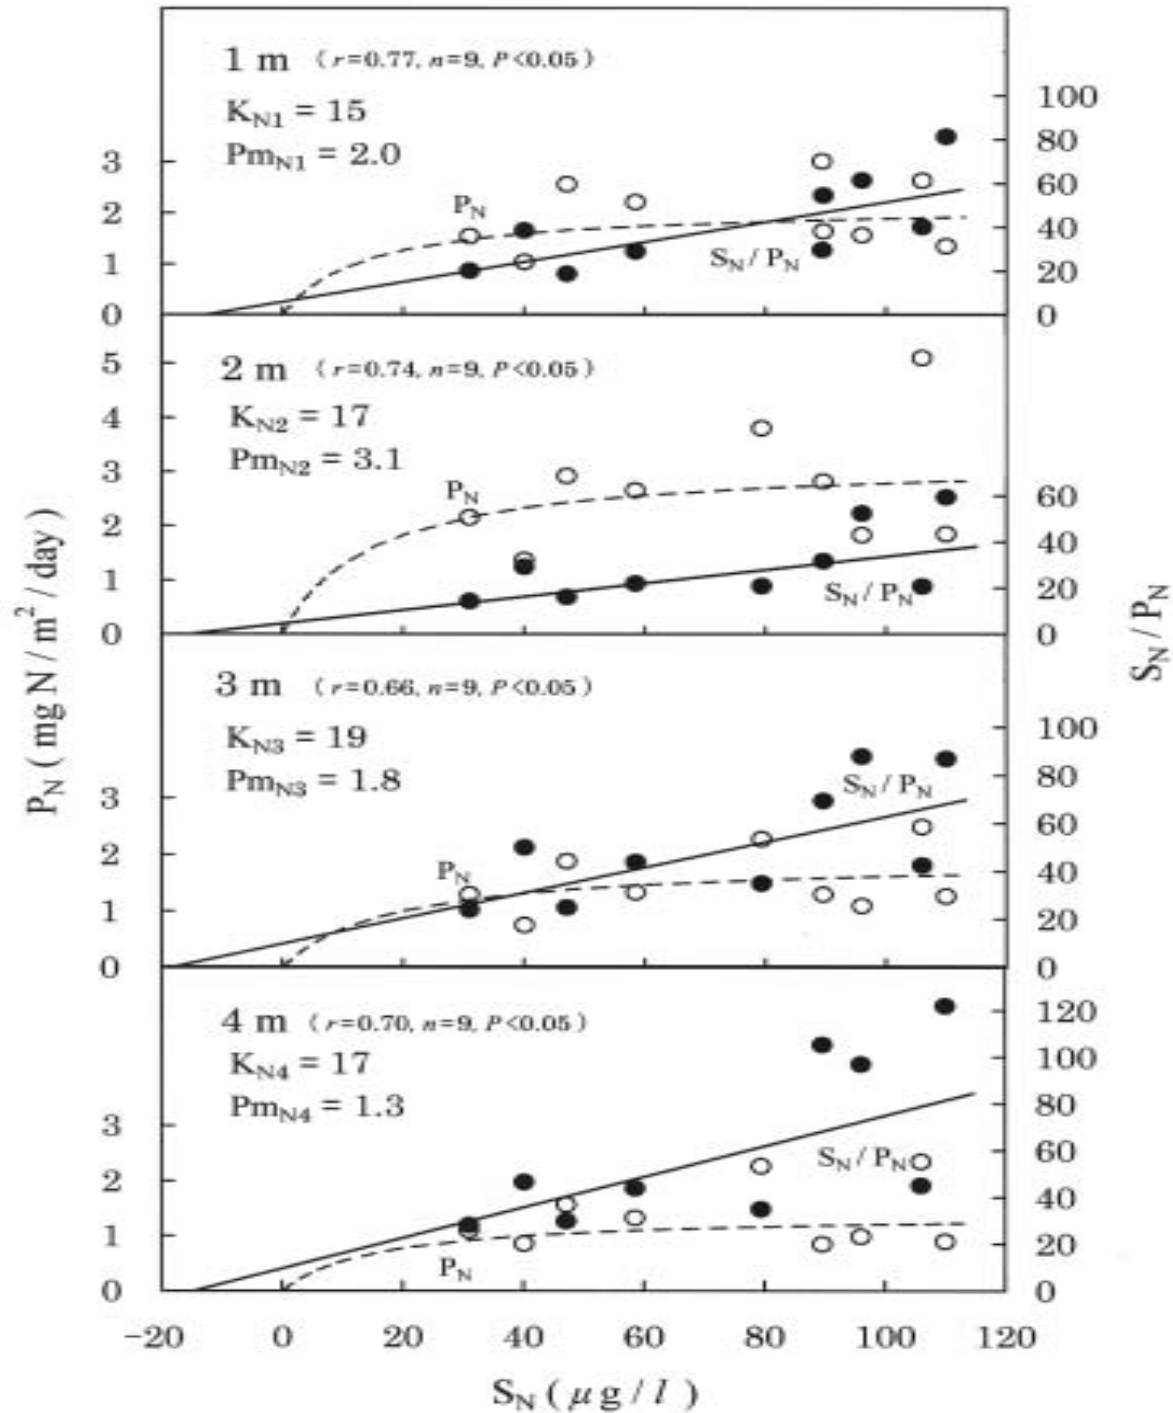 1 m ( r=0.77, n=9, P<0.05 )
K_N1 = 15
Pm_N1 = 2.0
P_N
S_N / P_N
3
2
1
0
100
80
60
40
20
0
2 m ( r=0.74, n=9, P<0.05 )
K_N2 = 17
Pm_N2 = 3.1
P_N
S_N / P_N
5
4
3
2
1
0
60
40
20
0
3 m ( r=0.66, n=9, P<0.05 )
K_N3 = 19
Pm_N3 = 1.8
S_N / P_N
P_N
3
2
1
0
100
80
60
40
20
0
4 m ( r=0.70, n=9, P<0.05 )
K_N4 = 17
Pm_N4 = 1.3
S_N / P_N
P_N
3
2
1
0
120
100
80
60
40
20
0
P_N ( mg N / m² / day )
S_N / P_N
−20 0 20 40 60 80 100 120
S_N ( μg / l )